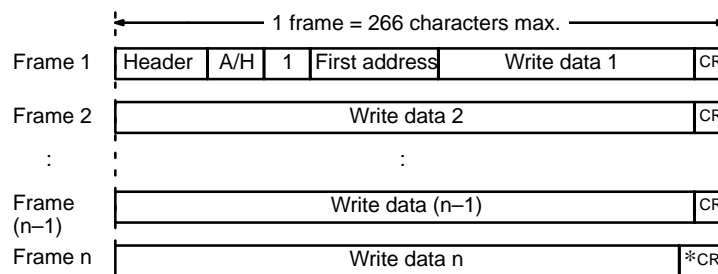 1 frame = 266 characters max.
Frame 1 Header A/H 1 First address Write data 1 CR
Frame 2 Write data 2 CR
: :
Frame (n–1) Write data (n–1) CR
Frame n Write data n *CR